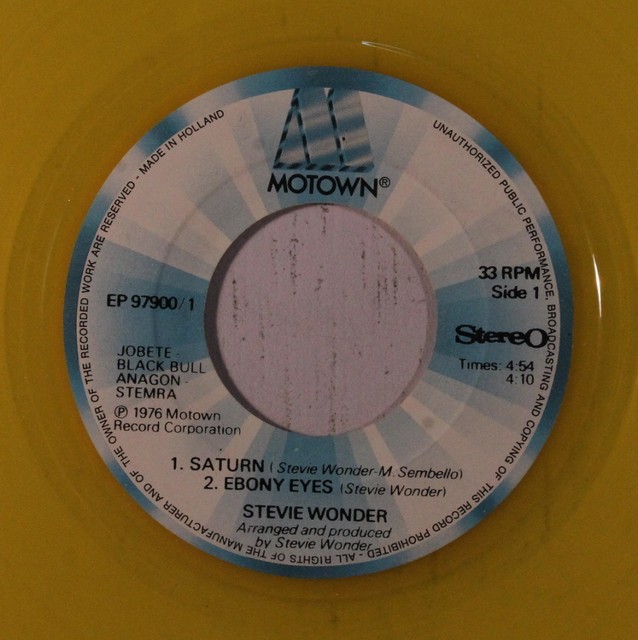 MOTOWN®
EP 97900/1
33 RPM
Side 1
Stereo
Times: 4:54
4:10
JOBETE
BLACK BULL
ANAGON -
STEMRA
℗ 1976 Motown
Record Corporation
1. SATURN (Stevie Wonder-M. Sembello)
2. EBONY EYES (Stevie Wonder)
STEVIE WONDER
Arranged and produced
by Stevie Wonder
ALL RIGHTS OF THE MANUFACTURER AND OF THE OWNER OF THE RECORDED WORK ARE RESERVED - MADE IN HOLLAND
UNAUTHORIZED PUBLIC PERFORMANCE, BROADCASTING AND COPYING OF THIS RECORD PROHIBITED -